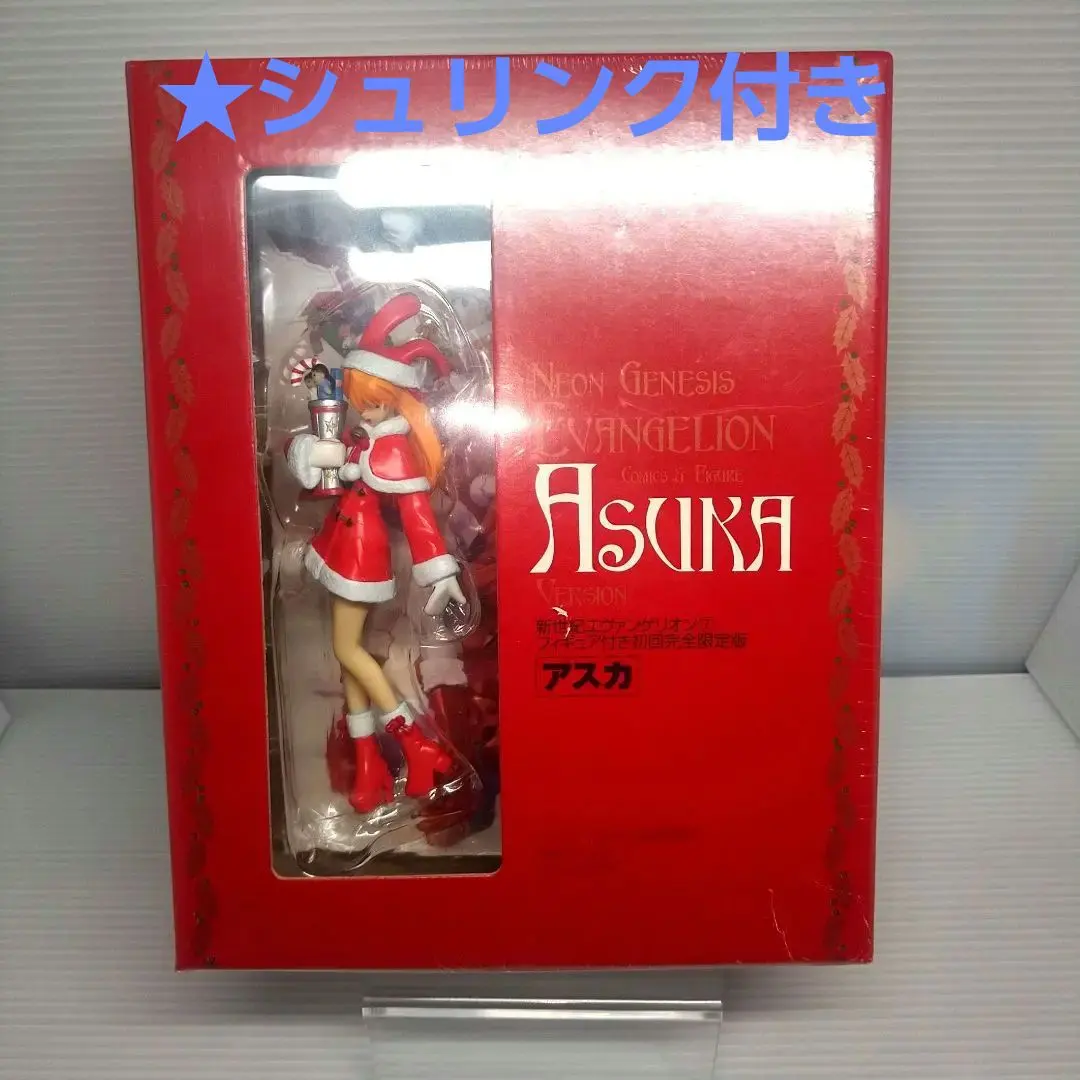 ★シュリンク付き
NEON GENESIS
EVANGELION
COMICS & FIGURE
ASUKA
VERSION
新世紀エヴァンゲリオン⑦
フィギュア付き初回完全限定版
アスカ